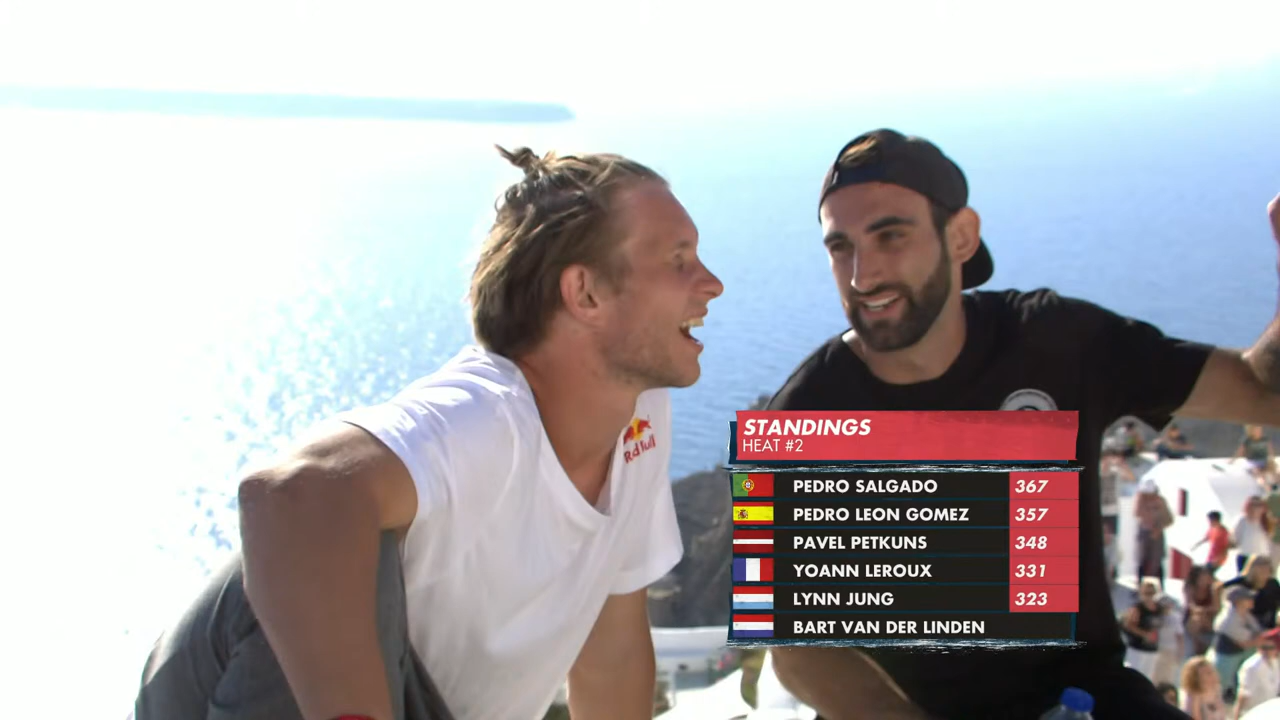 Red Bull
STANDINGS
HEAT #2
PEDRO SALGADO 367
PEDRO LEON GOMEZ 357
PAVEL PETKUNS 348
YOANN LEROUX 331
LYNN JUNG 323
BART VAN DER LINDEN